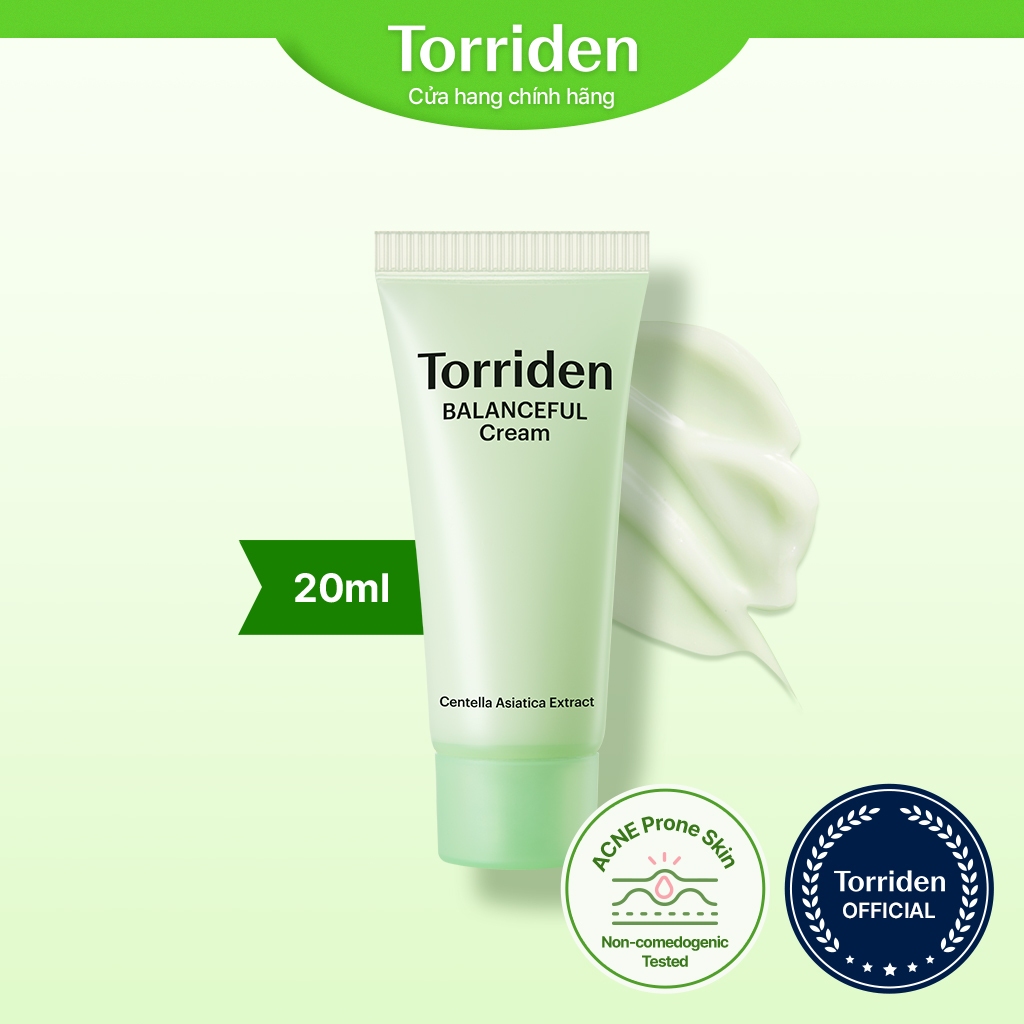 Torriden
Cửa hang chính hãng
Torriden
BALANCEFUL
Cream
20ml
Centella Asiatica Extract
ACNE Prone Skin
Non-comedogenic
Tested
Torriden
OFFICIAL